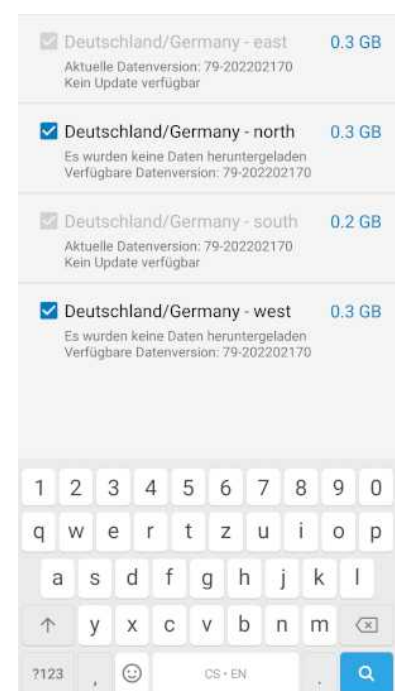 Deutschland/Germany - east 0.3 GB
Aktuelle Datenversion: 79-202202170
Kein Update verfügbar
Deutschland/Germany - north 0.3 GB
Es wurden keine Daten heruntergeladen
Verfügbare Datenversion: 79-202202170
Deutschland/Germany - south 0.2 GB
Aktuelle Datenversion: 79-202202170
Kein Update verfügbar
Deutschland/Germany - west 0.3 GB
Es wurden keine Daten heruntergeladen
Verfügbare Datenversion: 79-202202170
1 2 3 4 5 6 7 8 9 0
q w e r t z u i o p
a s d f g h j k l
y x c v b n m
?123 , CS • EN .